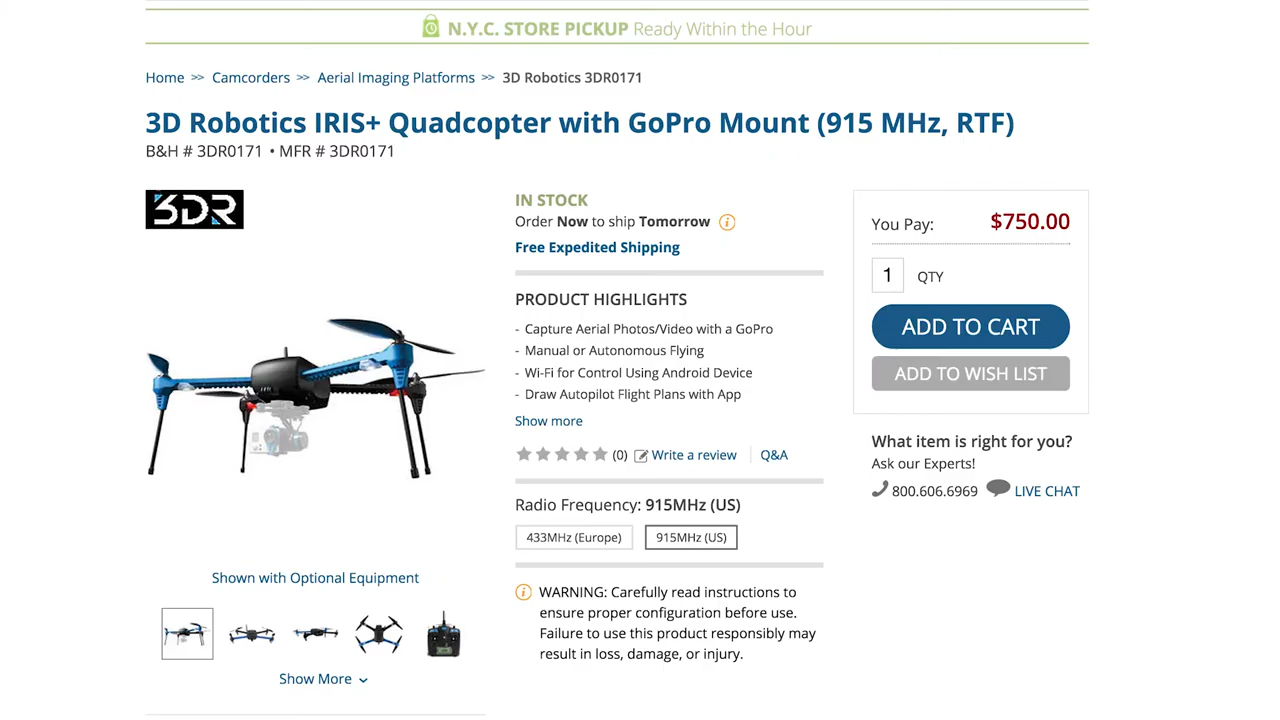 N.Y.C. STORE PICKUP Ready Within the Hour
Home >> Camcorders >> Aerial Imaging Platforms >> 3D Robotics 3DR0171
3D Robotics IRIS+ Quadcopter with GoPro Mount (915 MHz, RTF)
B&H # 3DR0171 • MFR # 3DR0171
3DR
IN STOCK
Order Now to ship Tomorrow
Free Expedited Shipping
PRODUCT HIGHLIGHTS
- Capture Aerial Photos/Video with a GoPro
- Manual or Autonomous Flying
- Wi-Fi for Control Using Android Device
- Draw Autopilot Flight Plans with App
Show more
(0) Write a review Q&A
Radio Frequency: 915MHz (US)
433MHz (Europe) 915MHz (US)
WARNING: Carefully read instructions to
ensure proper configuration before use.
Failure to use this product responsibly may
result in loss, damage, or injury.
You Pay: $750.00
1 QTY
ADD TO CART
ADD TO WISH LIST
What item is right for you?
Ask our Experts!
800.606.6969 LIVE CHAT
Shown with Optional Equipment
Show More